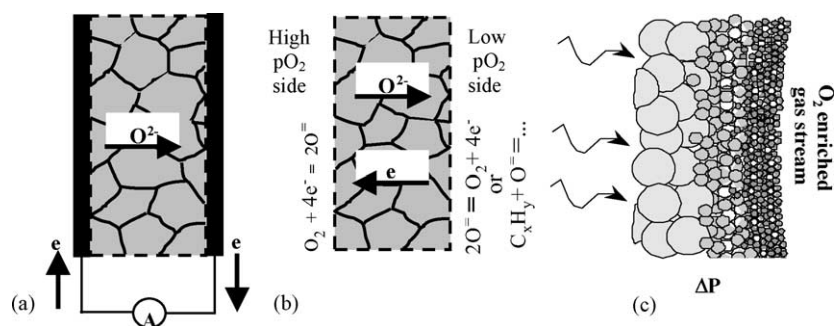 (a)
O²⁻
e
e
A
(b)
High
pO₂
side
O₂ + 4e⁻ = 2O⁼
O²⁻
e
Low
pO₂
side
2O⁼ = O₂ + 4e⁻
or
CₓHᵧ + O⁼=...
(c)
O₂ enriched
gas stream
ΔP